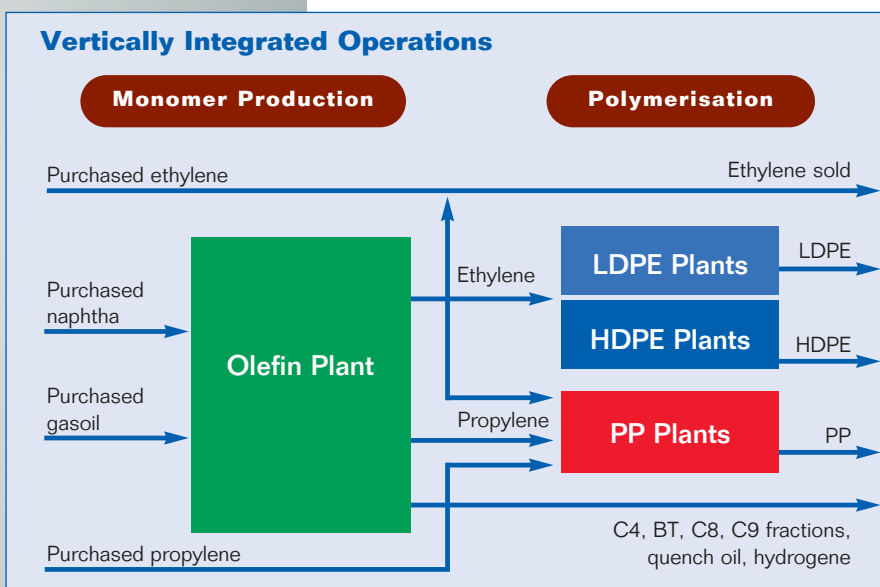 Vertically Integrated Operations
Monomer Production
Polymerisation
Purchased ethylene
Ethylene sold
Purchased
naphtha
Purchased
gasoil
Olefin Plant
Ethylene
Propylene
LDPE Plants
LDPE
HDPE Plants
HDPE
PP Plants
PP
Purchased propylene
C4, BT, C8, C9 fractions,
quench oil, hydrogene